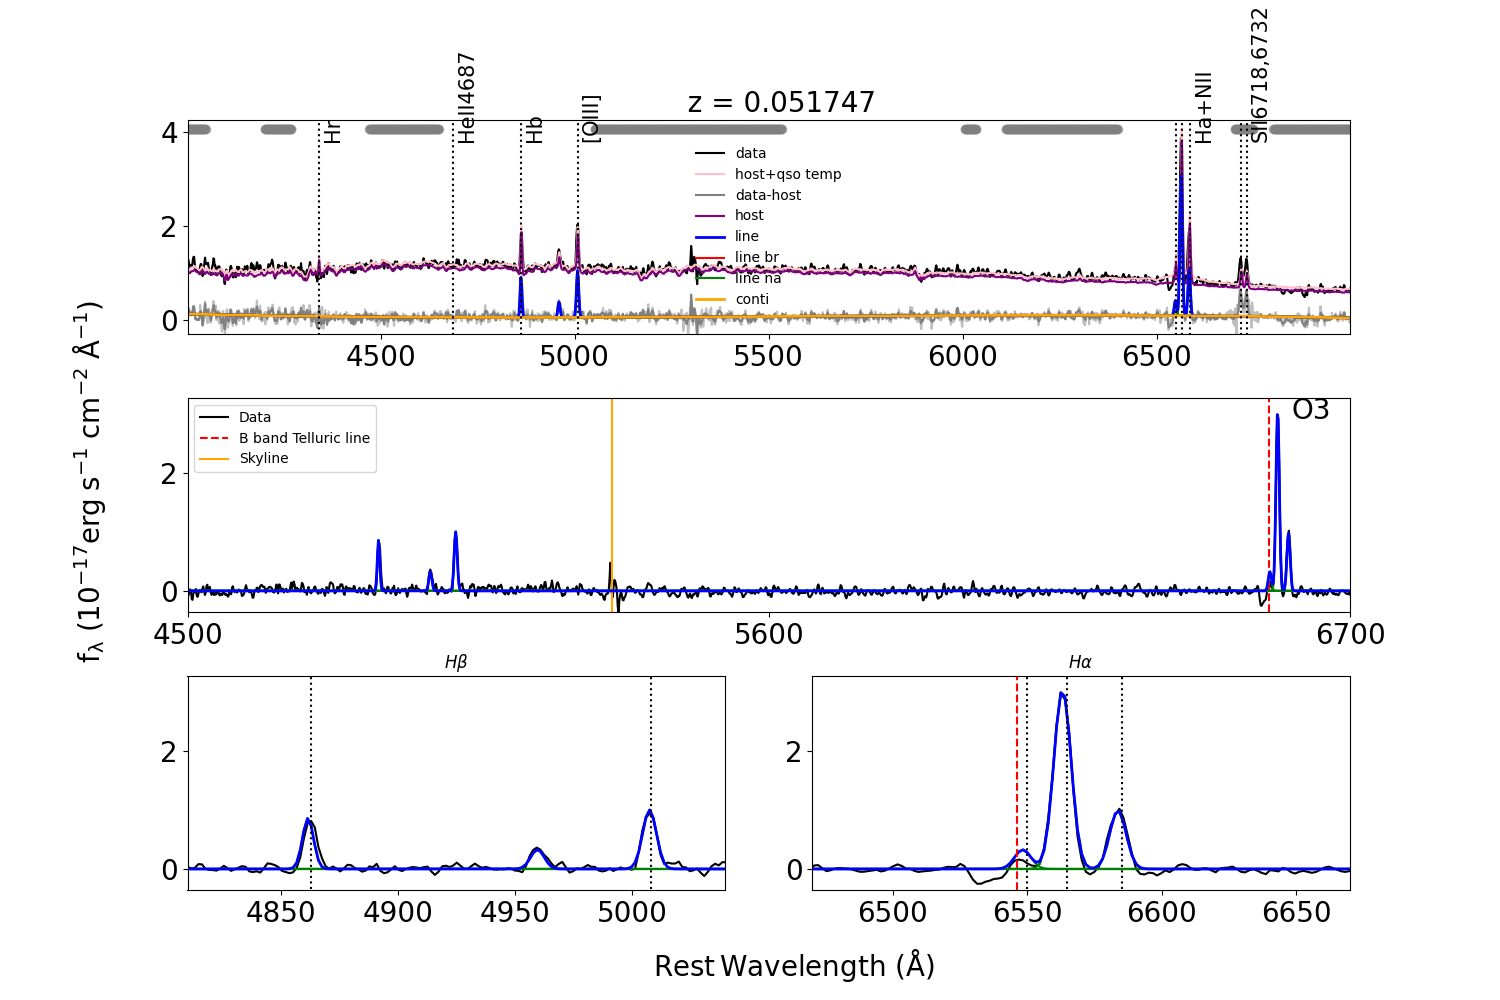 z = 0.051747
Hr
HeII4687
Hb
[OIII]
Ha+NII
SII6718,6732
data
host+qso temp
data-host
host
line
line br
line na
conti
4
2
0
4500 5000 5500 6000 6500
Data
B band Telluric line
Skyline
O3
2
0
4500 5600 6700
Hβ
2
0
4850 4900 4950 5000
Hα
2
0
6500 6550 6600 6650
fλ (10⁻¹⁷erg s⁻¹ cm⁻² Å⁻¹)
Rest Wavelength (Å)